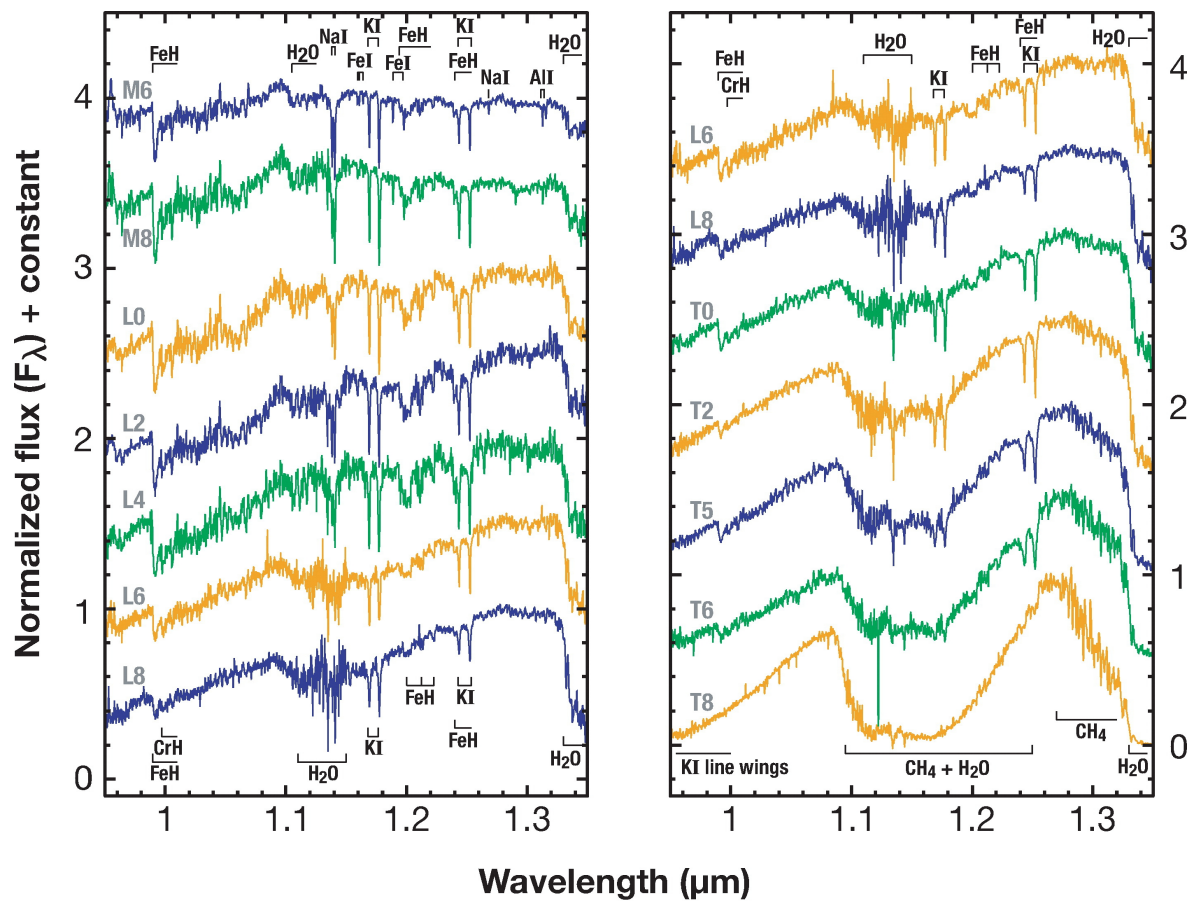 Normalized flux (Fλ) + constant
Wavelength (μm)
4
3
2
1
0
1
1.1
1.2
1.3
FeH
H2O
NaI
FeI
KI
FeI
FeH
KI
FeH
NaI
AlI
H2O
M6
M8
L0
L2
L4
L6
L8
CrH
FeH
H2O
KI
FeH
KI
FeH
H2O
FeH
CrH
H2O
KI
FeH
FeH
KI
H2O
L6
L8
T0
T2
T5
T6
T8
KI line wings
CH4 + H2O
CH4
H2O
4
3
2
1
0
1
1.1
1.2
1.3